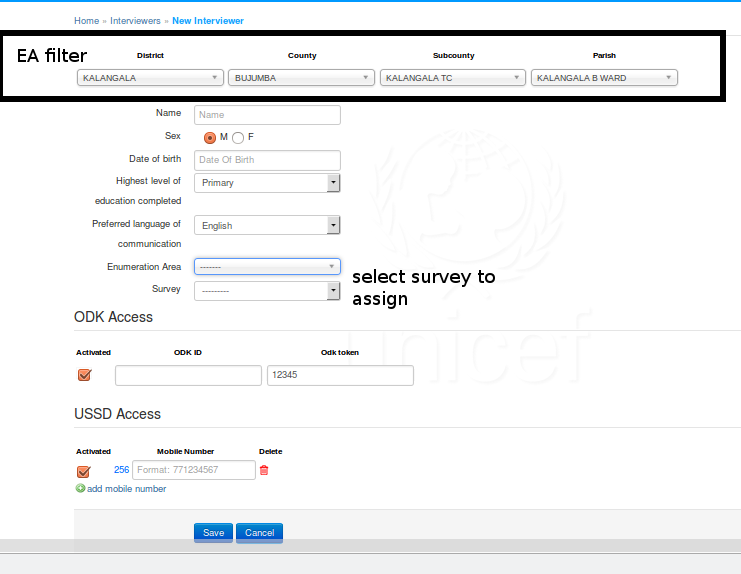 Home » Interviewers » New Interviewer
EA filter
District County Subcounty Parish
KALANGALA BUJUMBA KALANGALA TC KALANGALA B WARD
Name Name
Sex M F
Date of birth Date Of Birth
Highest level of education completed Primary
Preferred language of communication English
Enumeration Area -------
Survey ---------
select survey to
assign
unicef
ODK Access
Activated ODK ID Odk token
12345
USSD Access
Activated Mobile Number Delete
256 Format: 771234567
add mobile number
Save Cancel